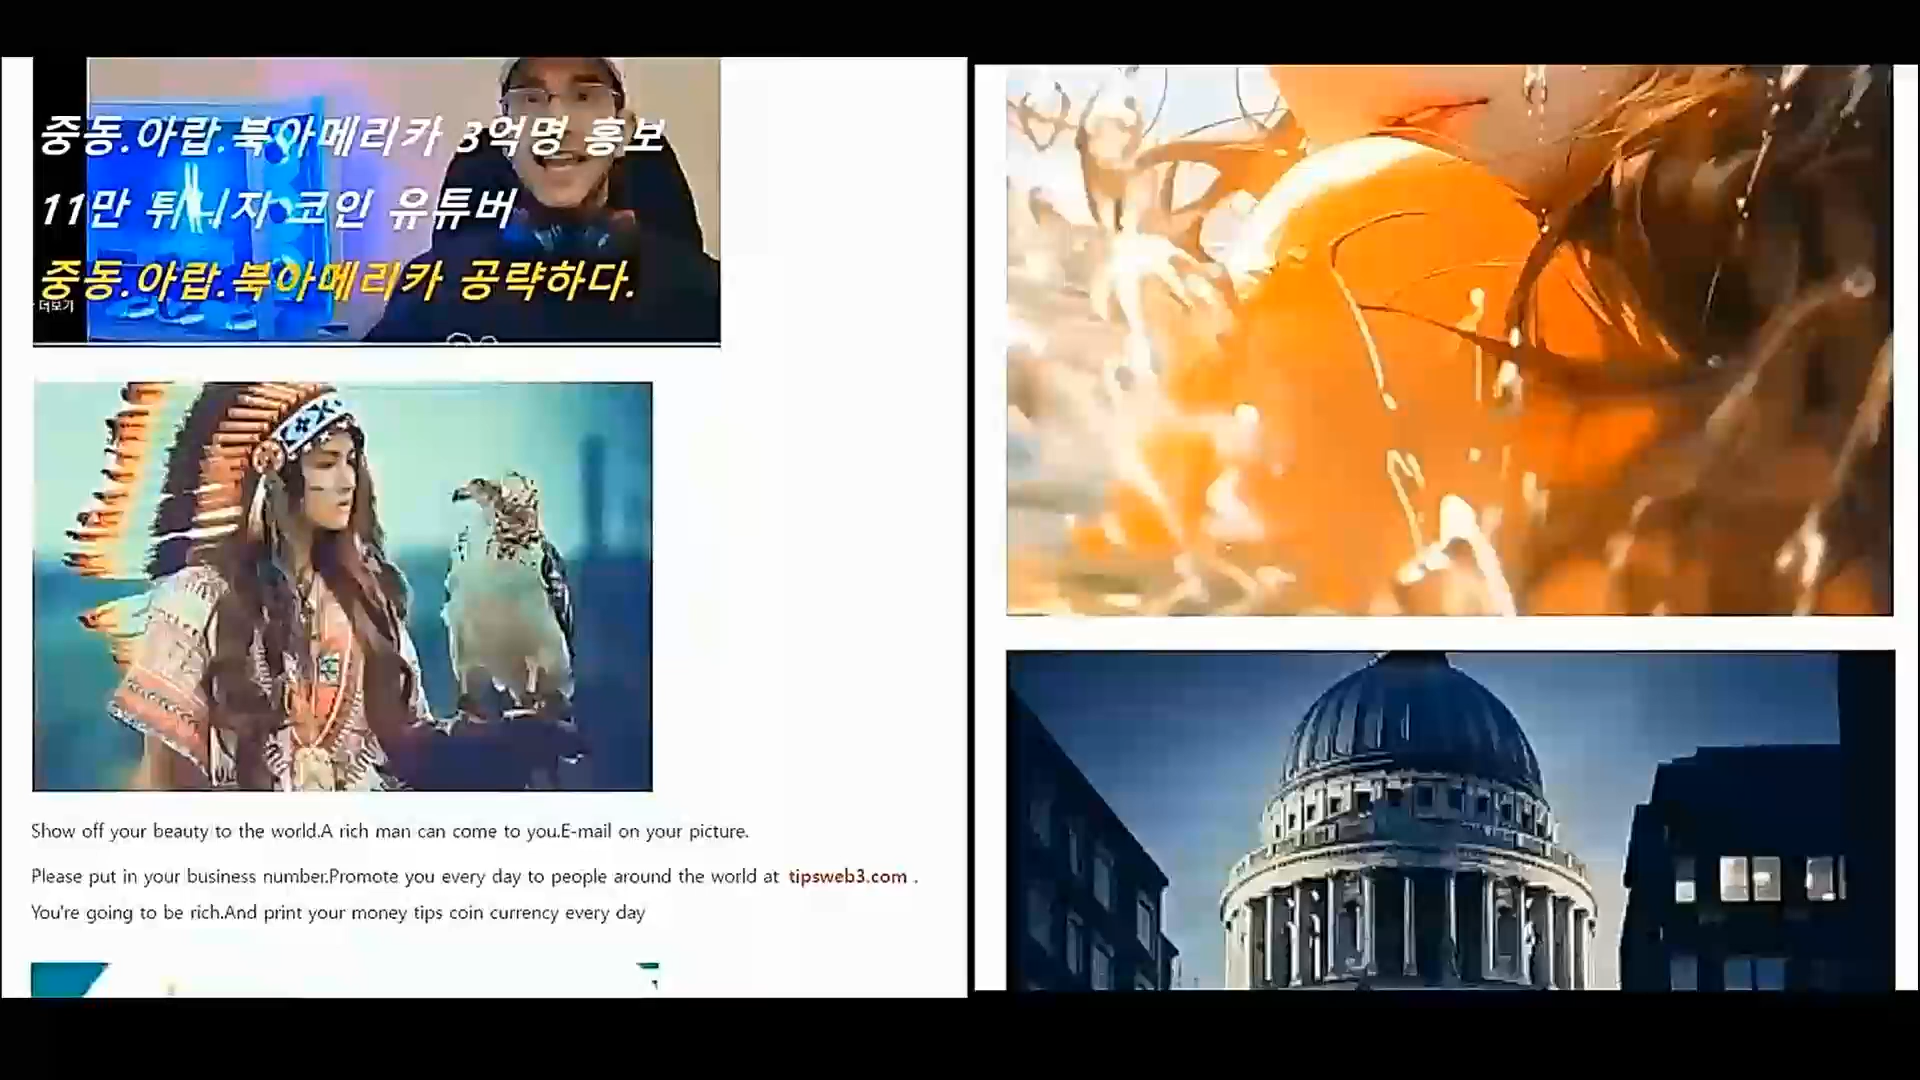 중동.아랍.북아메리카 3억명 홍보
11만 튀니지 코인 유튜버
중동.아랍.북아메리카 공략하다.
더보기
Show off your beauty to the world.A rich man can come to you.E-mail on your picture.
Please put in your business number.Promote you every day to people around the world at tipsweb3.com .
You're going to be rich.And print your money tips coin currency every day